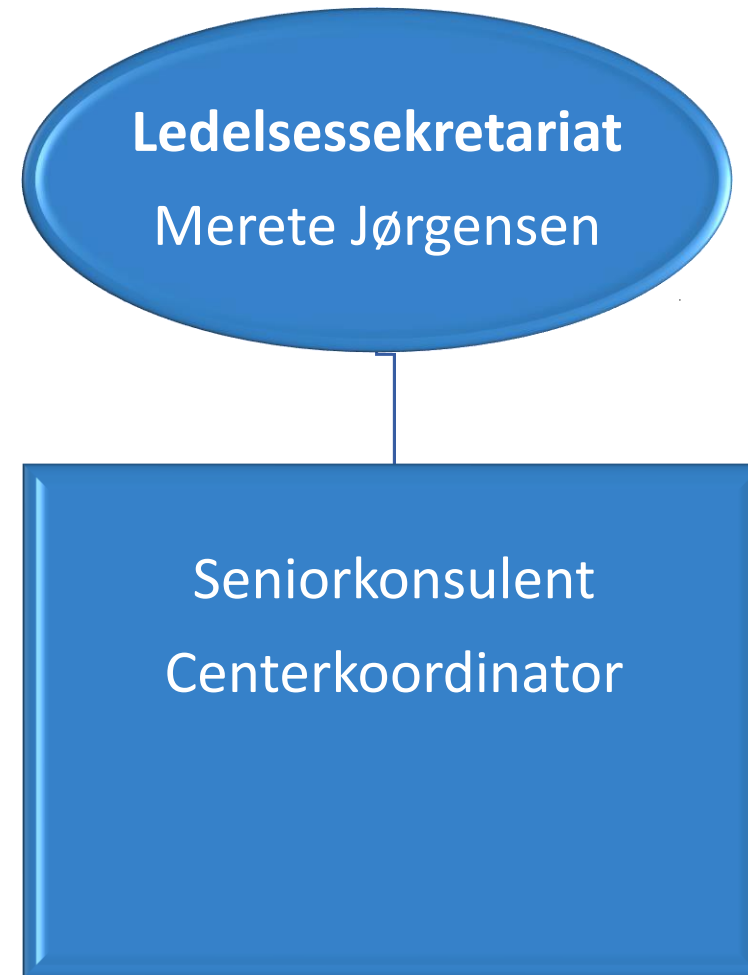 Ledelsessekretariat
Merete Jørgensen
Seniorkonsulent
Centerkoordinator